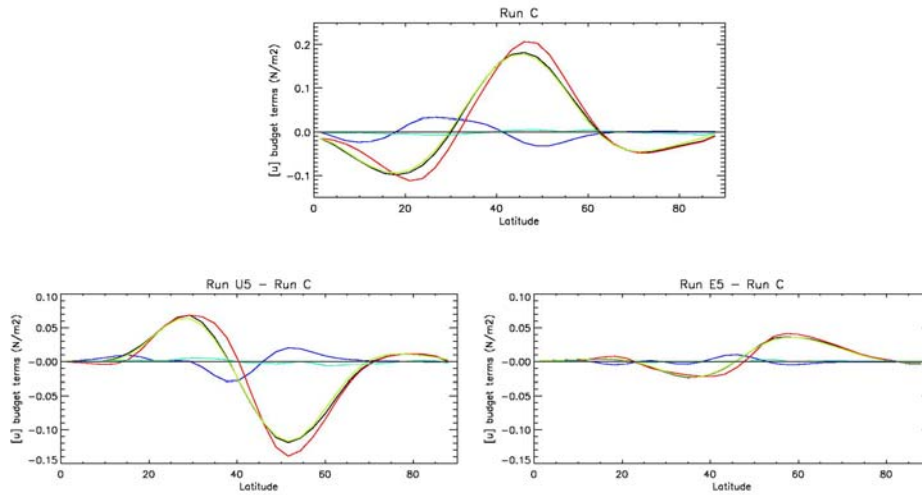 Run C
[u] budget terms (N/m2)
0.2
0.1
0.0
-0.1
0 20 40 60 80
Latitude
Run U5 - Run C
[u] budget terms (N/m2)
0.10
0.05
-0.00
-0.05
-0.10
-0.15
0 20 40 60 80
Latitude
Run E5 - Run C
[u] budget terms (N/m2)
0.10
0.05
-0.00
-0.05
-0.10
-0.15
0 20 40 60 80
Latitude